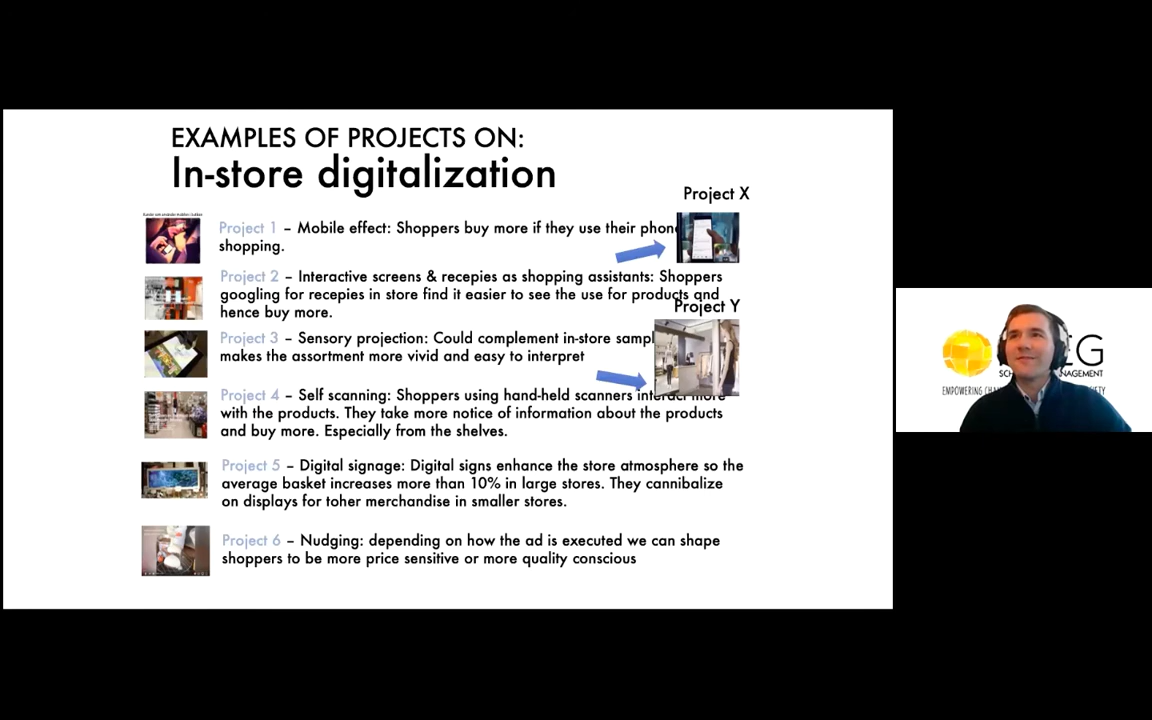 EXAMPLES OF PROJECTS ON:
In-store digitalization
Project X
Project 1 – Mobile effect: Shoppers buy more if they use their phon
shopping.
Project 2 – Interactive screens & recepies as shopping assistants: Shoppers
googling for recepies in store find it easier to see the use for products and
hence buy more.
Project Y
Project 3 – Sensory projection: Could complement in-store sampl
makes the assortment more vivid and easy to interpret
Project 4 – Self scanning: Shoppers using hand-held scanners interact more
with the products. They take more notice of information about the products
and buy more. Especially from the shelves.
Project 5 – Digital signage: Digital signs enhance the store atmosphere so the
average basket increases more than 10% in large stores. They cannibalize
on displays for toher merchandise in smaller stores.
Project 6 – Nudging: depending on how the ad is executed we can shape
shoppers to be more price sensitive or more quality conscious
EG
SC NAGEMENT
EMPOWERING CHA IETY